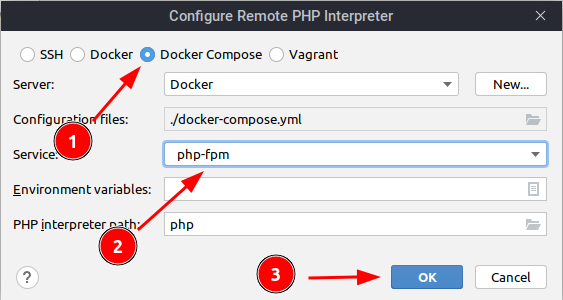 Configure Remote PHP Interpreter
SSH Docker Docker Compose Vagrant
Server: Docker New...
Configuration files: ./docker-compose.yml
1
Service: php-fpm
Environment variables:
PHP interpreter path: php
2
3
? OK Cancel